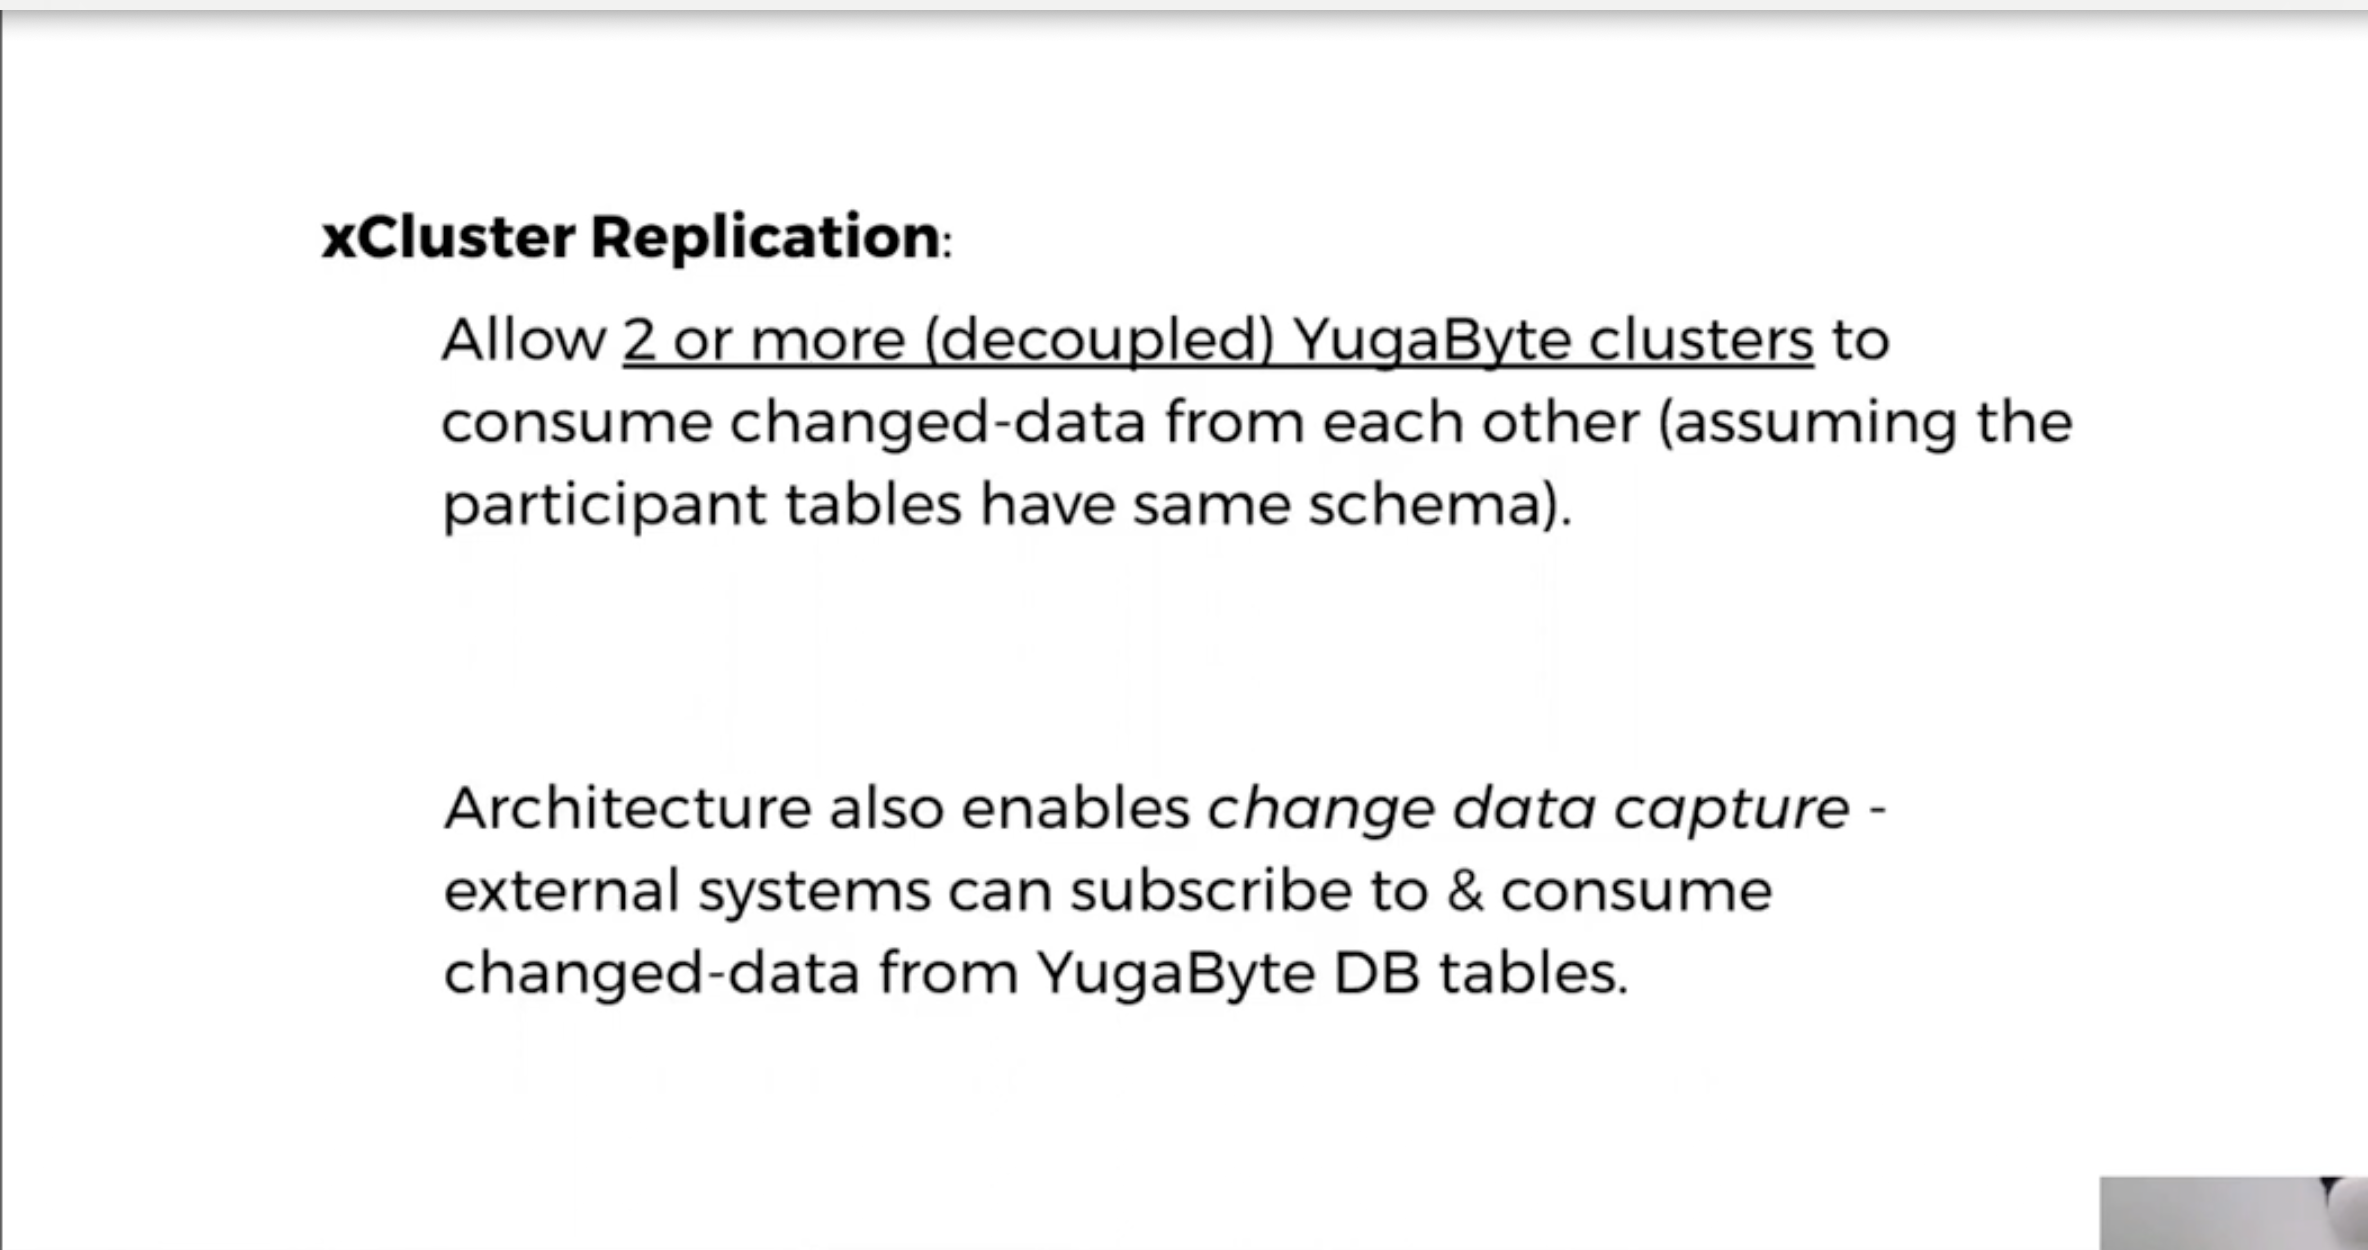 xCluster Replication:
Allow 2 or more (decoupled) YugaByte clusters to
consume changed-data from each other (assuming the
participant tables have same schema).
Architecture also enables change data capture -
external systems can subscribe to & consume
changed-data from YugaByte DB tables.